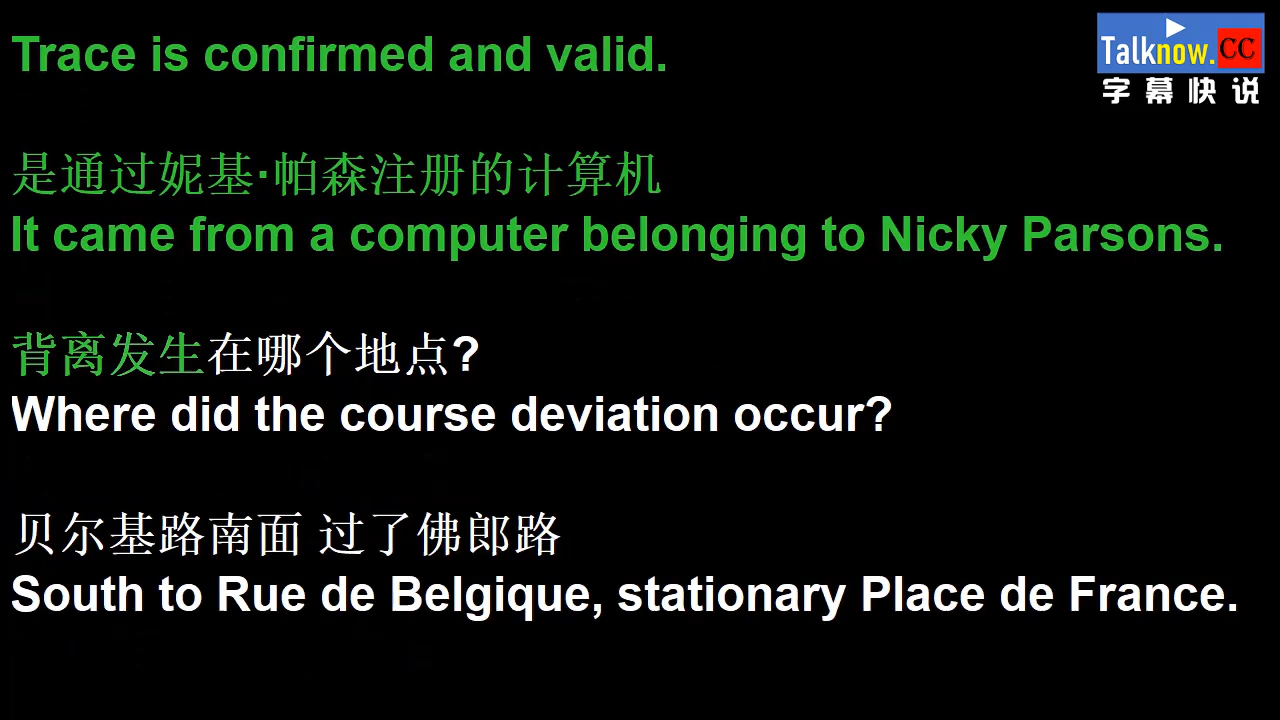 Trace is confirmed and valid.
Talknow.CC
字幕快说
是通过妮基·帕森注册的计算机
It came from a computer belonging to Nicky Parsons.
背离发生在哪个地点?
Where did the course deviation occur?
贝尔基路南面 过了佛郎路
South to Rue de Belgique, stationary Place de France.